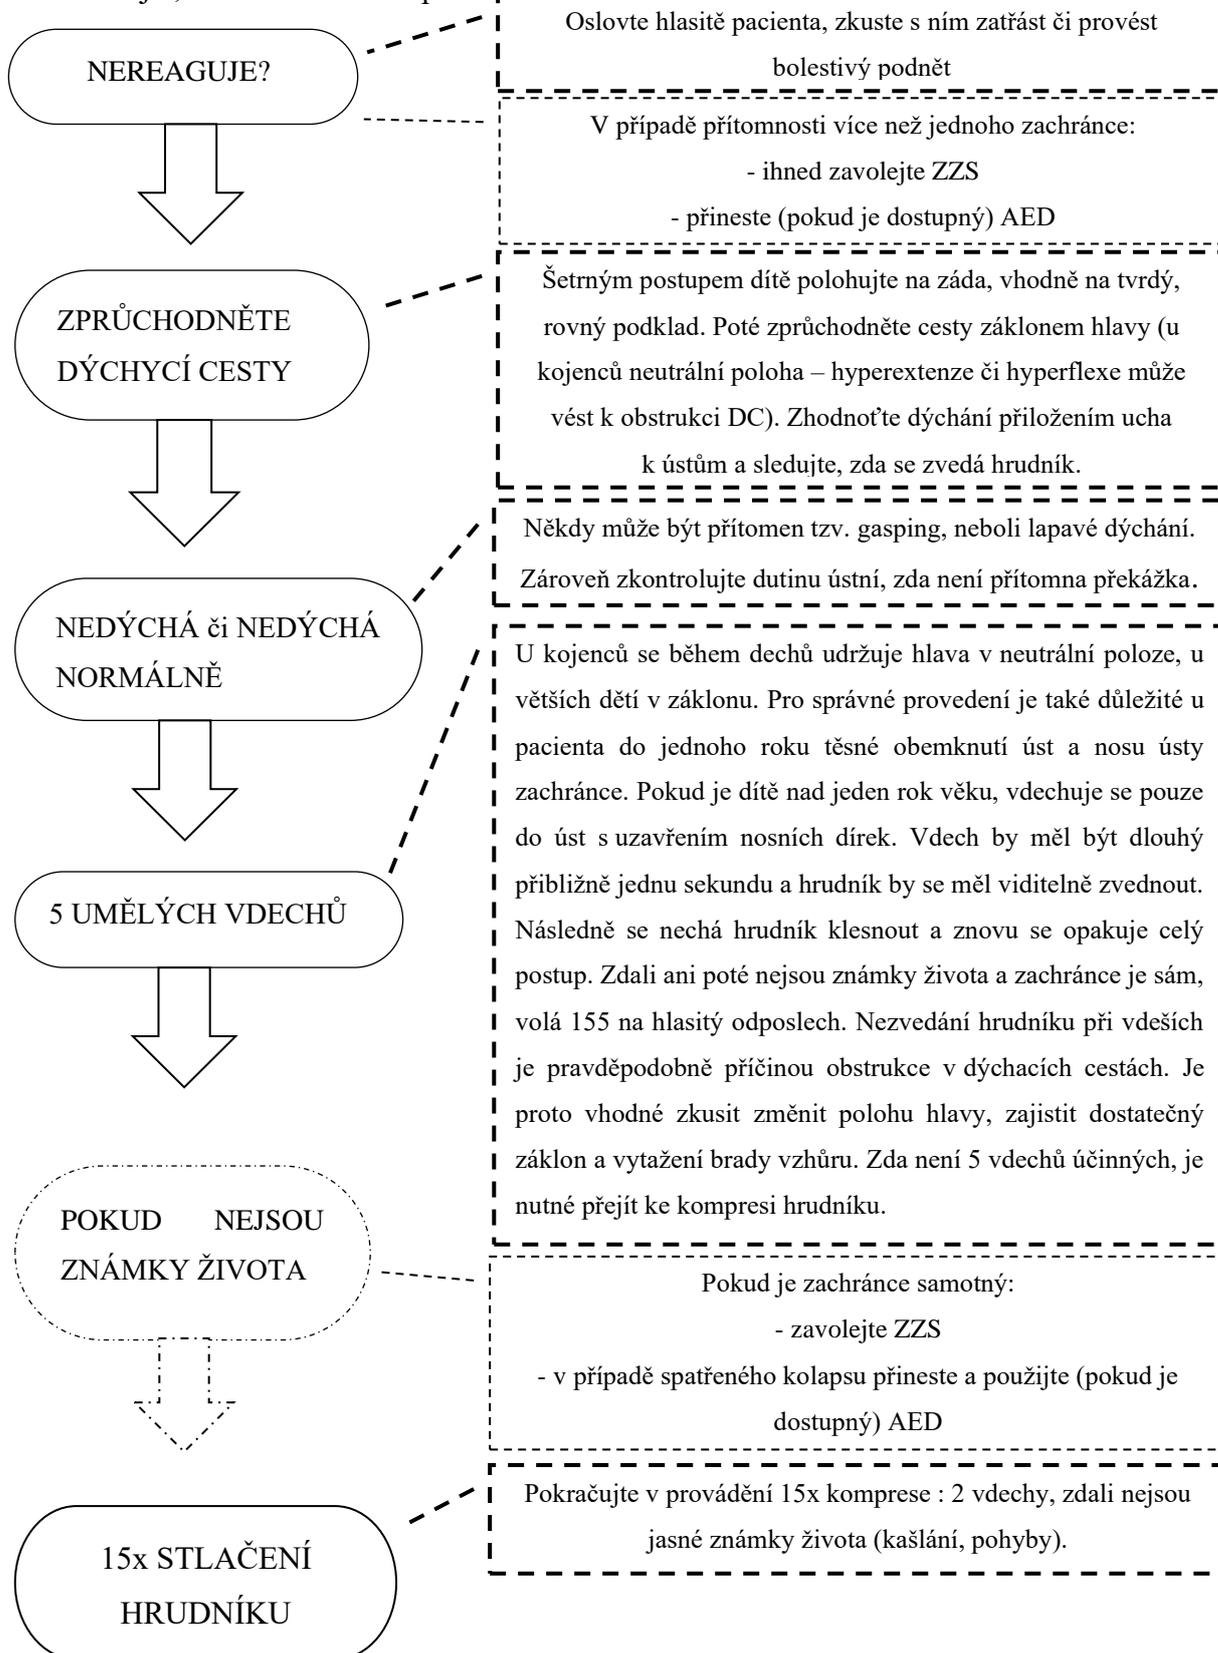 NEREAGUJE?
Oslovte hlasitě pacienta, zkuste s ním zatřást či provést
bolestivý podnět
V případě přítomnosti více než jednoho zachránce:
- ihned zavolejte ZZS
- přineste (pokud je dostupný) AED
ZPRŮCHODNĚTE
DÝCHYCÍ CESTY
Šetrným postupem dítě polohujte na záda, vhodně na tvrdý,
rovný podklad. Poté zprůchodněte cesty záklonem hlavy (u
kojenců neutrální poloha – hyperextenze či hyperflexe může
vést k obstrukci DC). Zhodnoťte dýchání přiložením ucha
k ústům a sledujte, zda se zvedá hrudník.
NEDÝCHÁ či NEDÝCHÁ
NORMÁLNĚ
Někdy může být přítomen tzv. gasping, neboli lapavé dýchání.
Zároveň zkontrolujte dutinu ústní, zda není přítomna překážka.
5 UMĚLÝCH VDECHŮ
U kojenců se během dechů udržuje hlava v neutrální poloze, u
větších dětí v záklonu. Pro správné provedení je také důležité u
pacienta do jednoho roku těsné obemknutí úst a nosu ústy
zachránce. Pokud je dítě nad jeden rok věku, vdechuje se pouze
do úst s uzavřením nosních dírek. Vdech by měl být dlouhý
přibližně jednu sekundu a hrudník by se měl viditelně zvednout.
Následně se nechá hrudník klesnout a znovu se opakuje celý
postup. Zdali ani poté nejsou známky života a zachránce je sám,
volá 155 na hlasitý odposlech. Nezvedání hrudníku při vdeších
je pravděpodobně příčinou obstrukce v dýchacích cestách. Je
proto vhodné zkusit změnit polohu hlavy, zajistit dostatečný
záklon a vytažení brady vzhůru. Zda není 5 vdechů účinných, je
nutné přejít ke kompresi hrudníku.
POKUD NEJSOU
ZNÁMKY ŽIVOTA
Pokud je zachránce samotný:
- zavolejte ZZS
- v případě spatřeného kolapsu přineste a použijte (pokud je
dostupný) AED
15x STLAČENÍ
HRUDNÍKU
Pokračujte v provádění 15x komprese : 2 vdechy, zdali nejsou
jasné známky života (kašlání, pohyby).